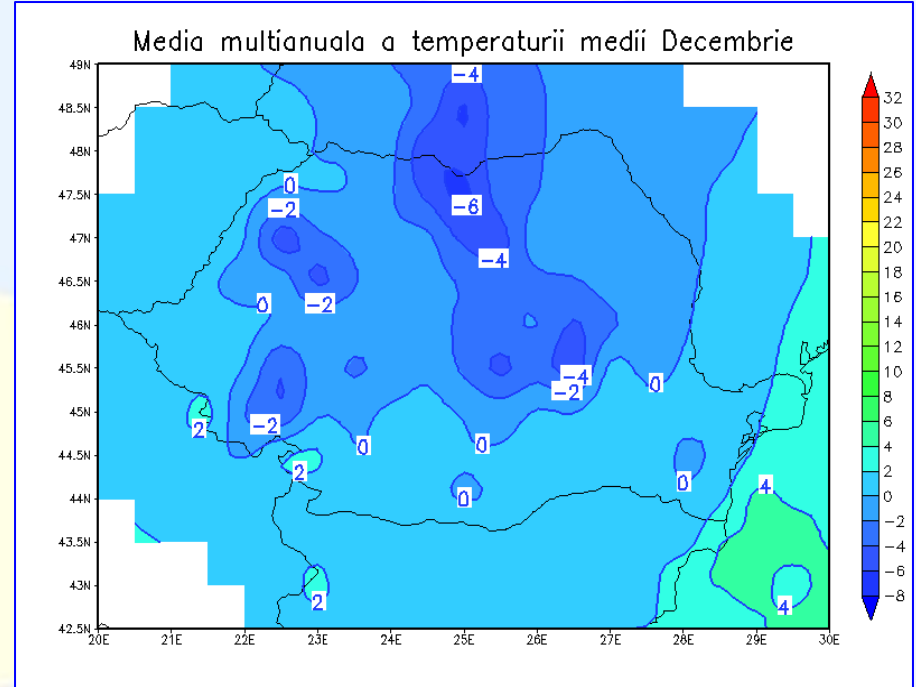 Media multianuala a temperaturii medii Decembrie
49N
48.5N
48N
47.5N
47N
46.5N
46N
45.5N
45N
44.5N
44N
43.5N
43N
42.5N
20E 21E 22E 23E 24E 25E 26E 27E 28E 29E 30E
-4
0
-2
-6
-4
0
-2
-4
-2
0
-2
2
0
0
2
0
0
4
2
4
32
30
28
26
24
22
20
18
16
14
12
10
8
6
4
2
0
-2
-4
-6
-8